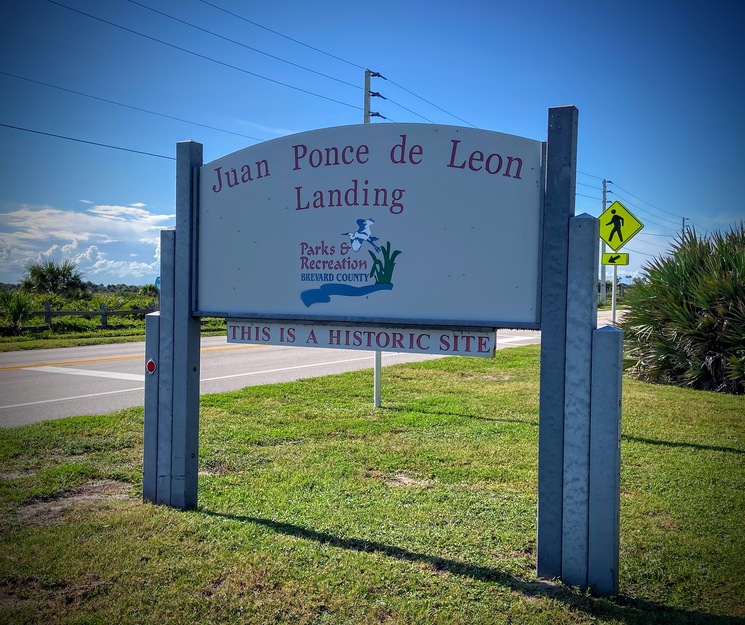 Juan Ponce de Leon
Landing
Parks &
Recreation
BREVARD COUNTY
THIS IS A HISTORIC SITE